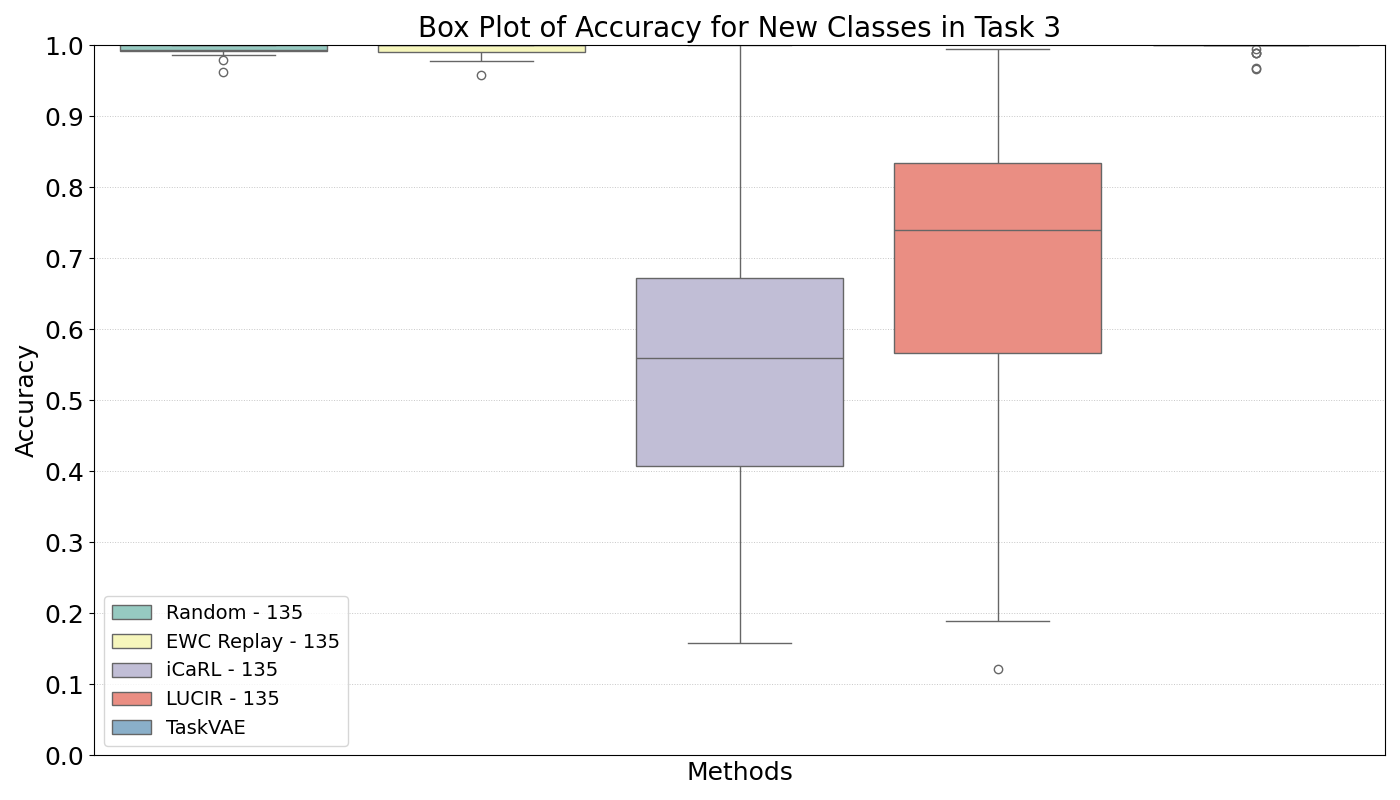 Box Plot of Accuracy for New Classes in Task 3
1.0
0.9
0.8
0.7
0.6
0.5
0.4
0.3
0.2
0.1
0.0
Accuracy
Random - 135
EWC Replay - 135
iCaRL - 135
LUCIR - 135
TaskVAE
Methods